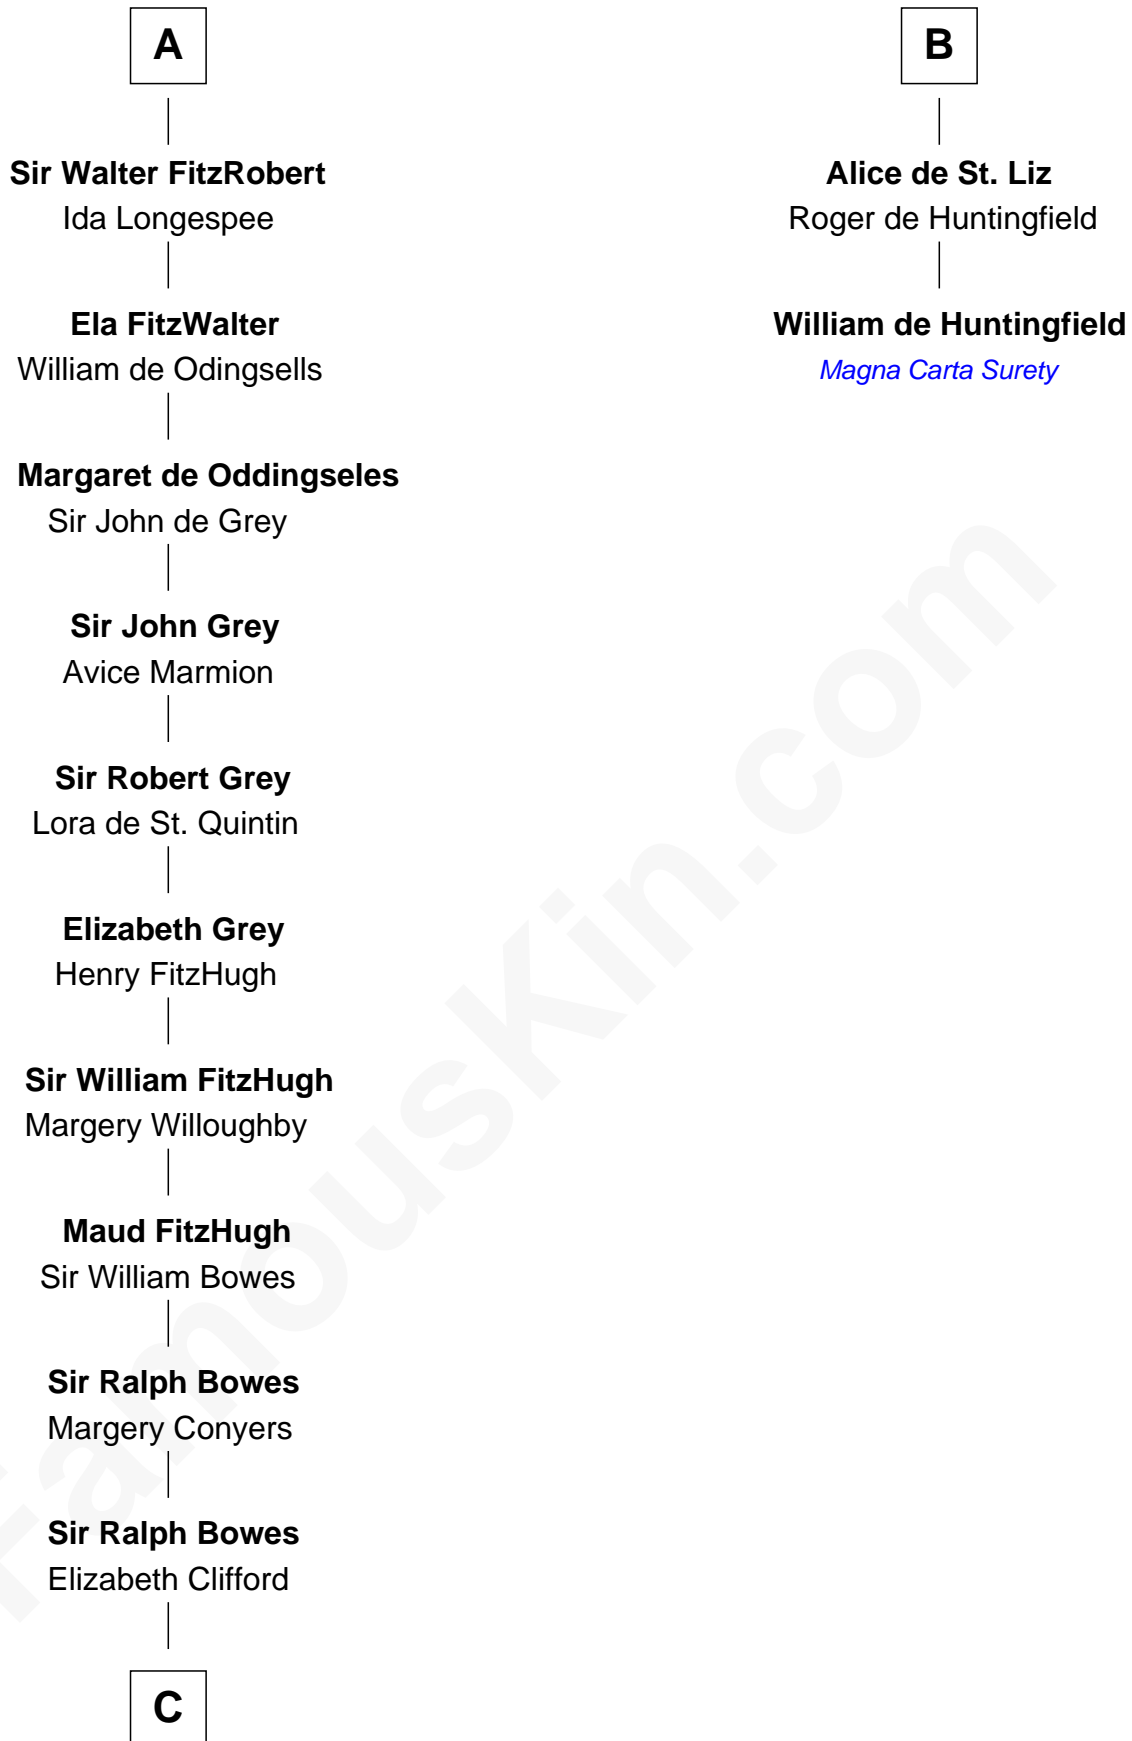 A
Sir Walter FitzRobert
Ida Longespee
Ela FitzWalter
William de Odingsells
Margaret de Oddingseles
Sir John de Grey
Sir John Grey
Avice Marmion
Sir Robert Grey
Lora de St. Quintin
Elizabeth Grey
Henry FitzHugh
Sir William FitzHugh
Margery Willoughby
Maud FitzHugh
Sir William Bowes
Sir Ralph Bowes
Margery Conyers
Sir Ralph Bowes
Elizabeth Clifford
C
B
Alice de St. Liz
Roger de Huntingfield
William de Huntingfield
Magna Carta Surety
FamousKin.com